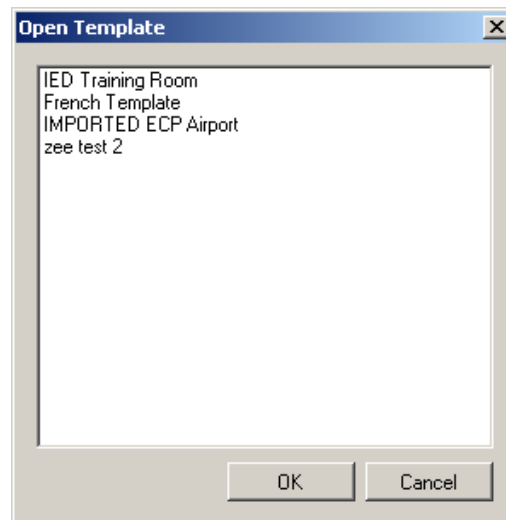 Open Template
IED Training Room
French Template
IMPORTED ECP Airport
zee test 2
OK
Cancel